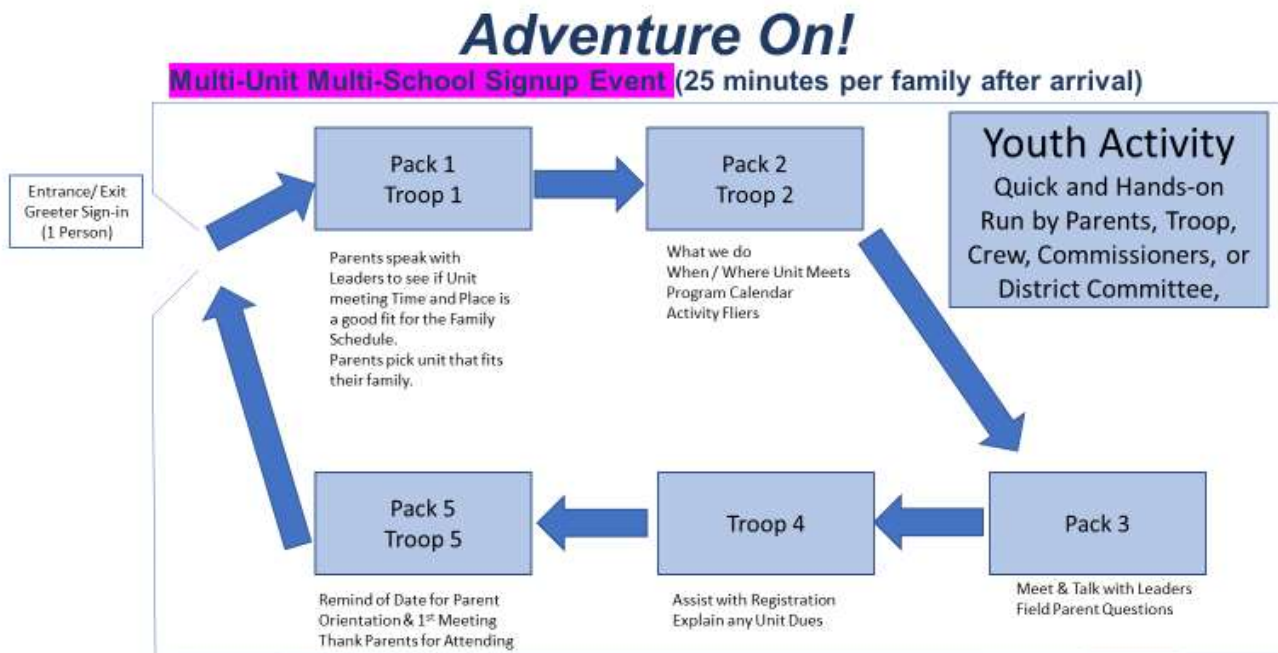 Adventure On!
Multi-Unit Multi-School Signup Event (25 minutes per family after arrival)
Entrance/ Exit
Greeter Sign-in
(1 Person)
Pack 1
Troop 1
Parents speak with
Leaders to see if Unit
meeting Time and Place is
a good fit for the Family
Schedule.
Parents pick unit that fits
their family.
Pack 2
Troop 2
What we do
When / Where Unit Meets
Program Calendar
Activity Fliers
Youth Activity
Quick and Hands-on
Run by Parents, Troop,
Crew, Commissioners, or
District Committee,
Pack 3
Meet & Talk with Leaders
Field Parent Questions
Troop 4
Assist with Registration
Explain any Unit Dues
Pack 5
Troop 5
Remind of Date for Parent
Orientation & 1st Meeting
Thank Parents for Attending